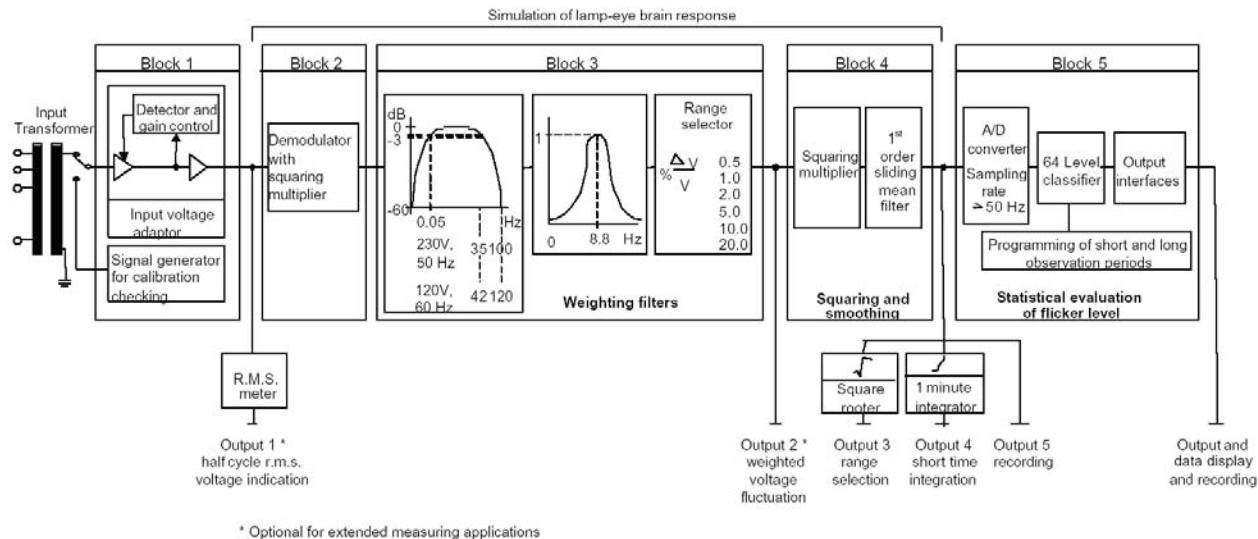 Simulation of lamp-eye brain response
Block 1
Block 2
Block 3
Block 4
Block 5
Input
Transformer
Detector and
gain control
Input voltage
adaptor
Signal generator
for calibration
checking
Demodulator
with
squaring
multiplier
dB
0
-3
-60
0.05
Hz
230V,
50 Hz
35 100
120V,
60 Hz
42 120
1
0
8.8
Hz
Range
selector
% Δ V / V
0.5
1.0
2.0
5.0
10.0
20.0
Weighting filters
Squaring
multiplier
1st
order
sliding
mean
filter
Squaring and
smoothing
A/D
converter
Sampling
rate
50 Hz
64 Level
classifier
Output
interfaces
Programming of short and long
observation periods
Statistical evaluation
of flicker level
R.M.S.
meter
√
Square
rooter
1 minute
integrator
Output 1 *
half cycle r.m.s.
voltage indication
Output 2 *
weighted
voltage
fluctuation
Output 3
range
selection
Output 4
short time
integration
Output 5
recording
Output and
data display
and recording
* Optional for extended measuring applications